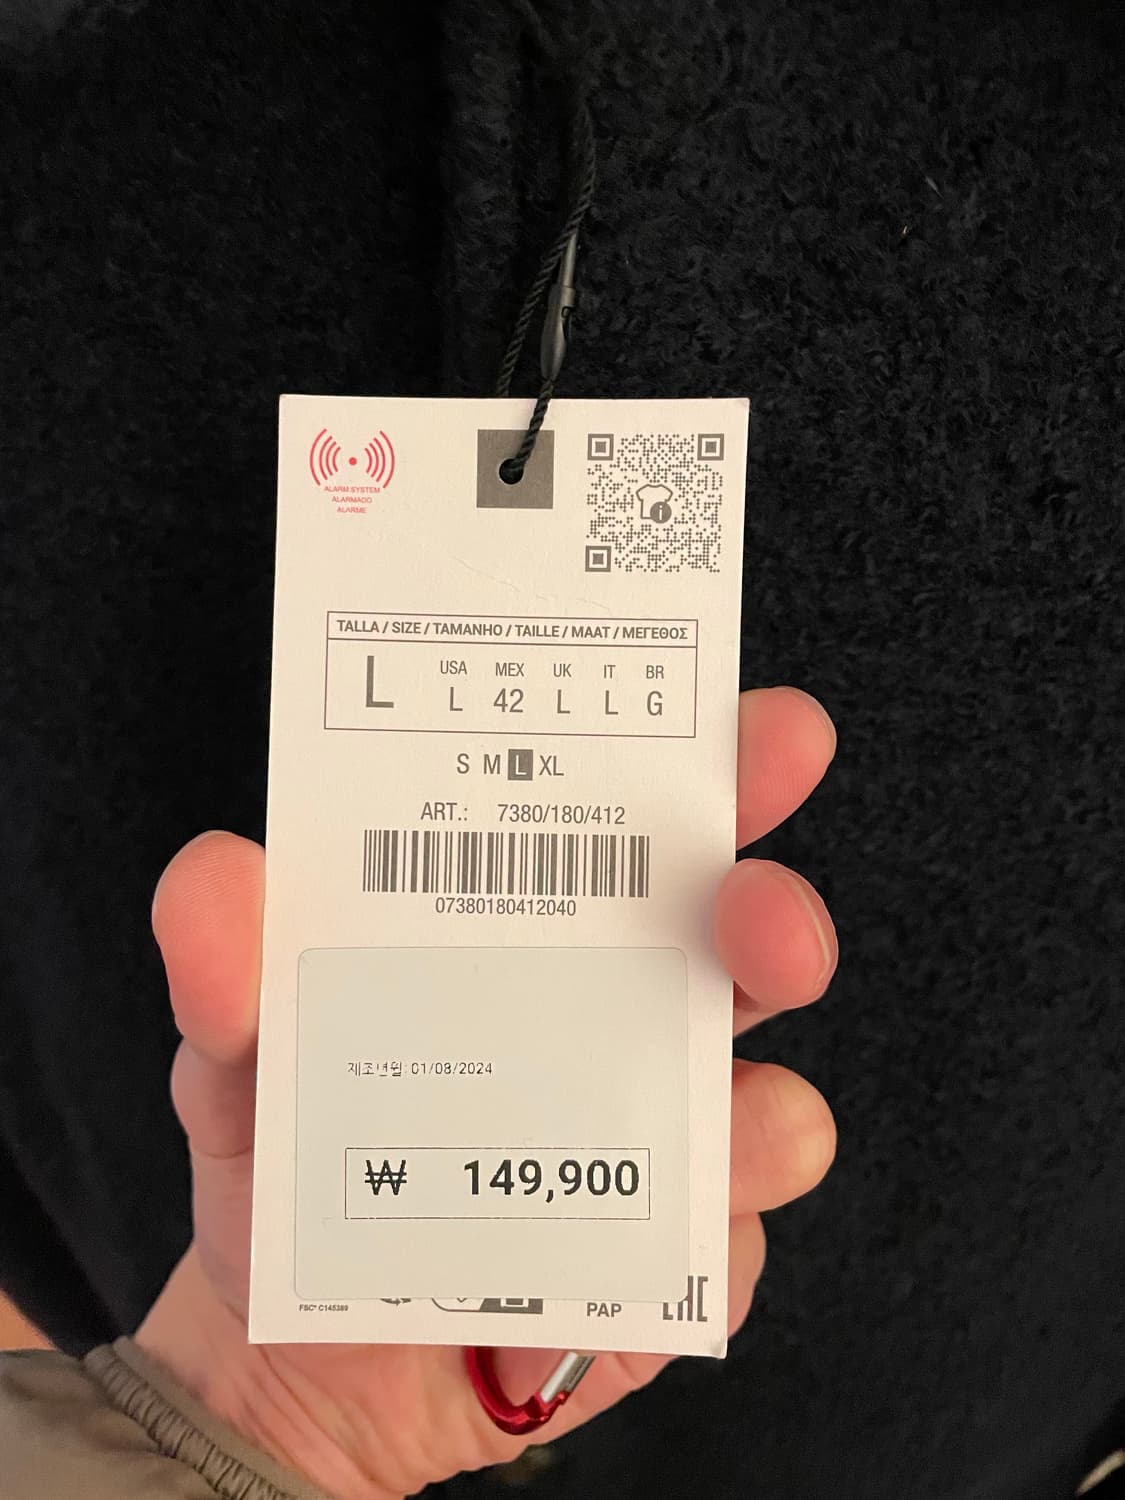 ALARM SYSTEM
ALARMADO
ALARME
TALLA / SIZE / TAMANHO / TAILLE / MAAT / ΜΕΓΕΘΟΣ
USA MEX UK IT BR
L L 42 L L G
S M L XL
ART.: 7380/180/412
07380180412040
제조년월: 01/08/2024
₩ 149,900
FSC® C145389
PAP
EAC